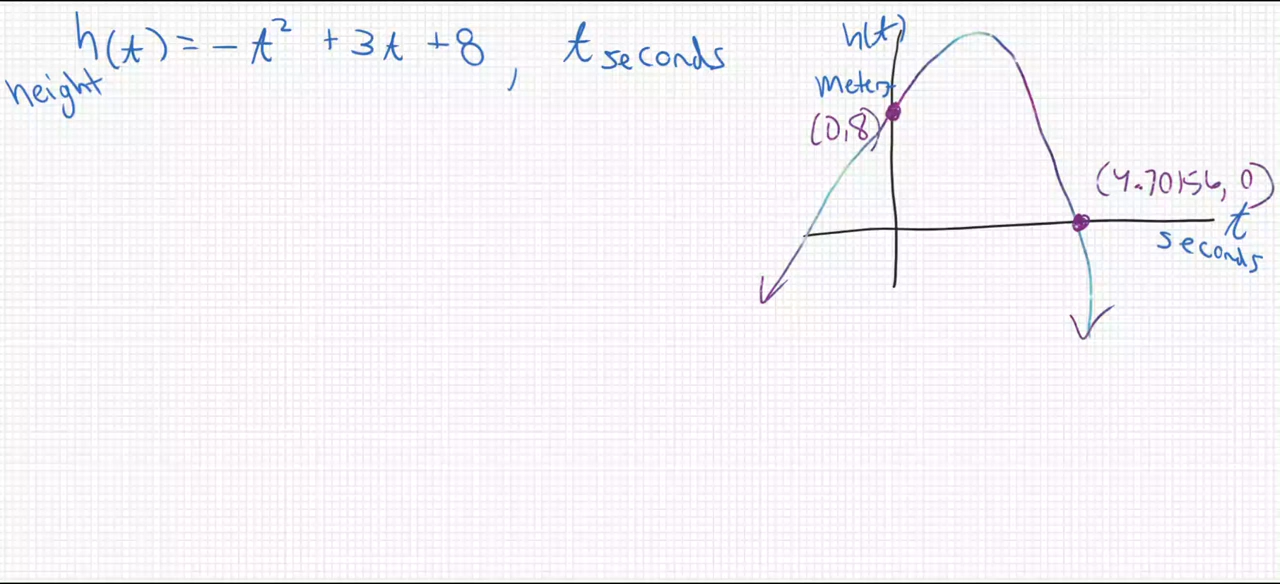 h(t) = -t² + 3t + 8, t seconds
height
h(t)
meters
(0,8)
(4.70156, 0)
t
seconds